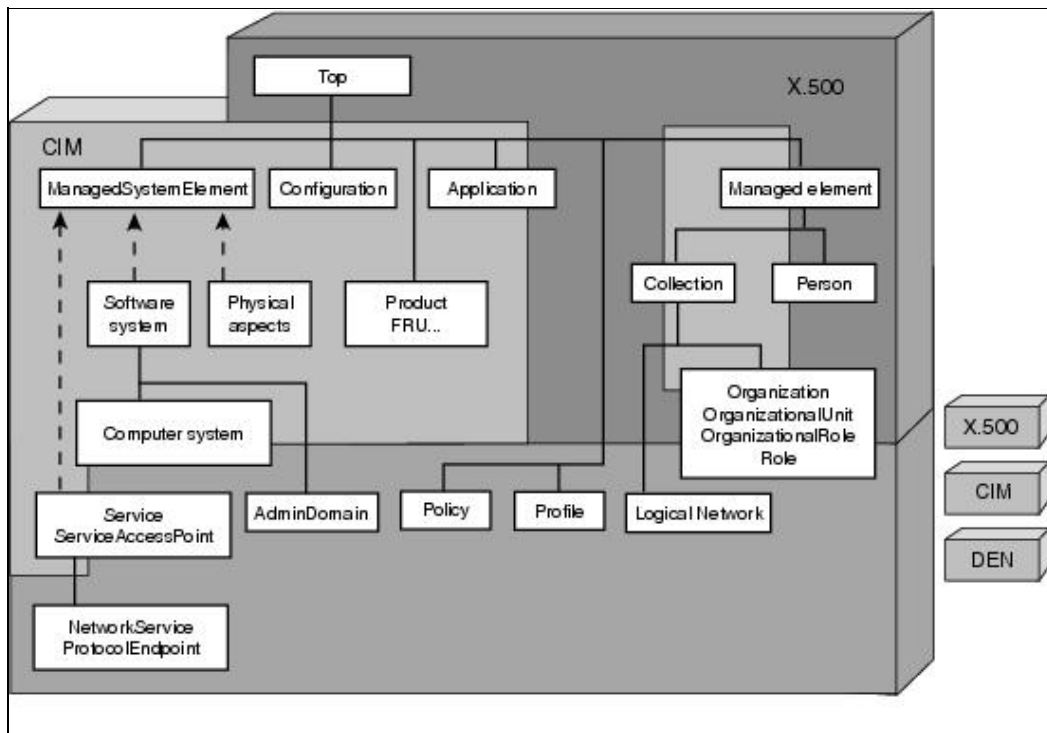 Top
X.500
CIM
ManagedSystemElement
Configuration
Application
Managed element
Software
system
Physical
aspects
Product
FRU...
Collection
Person
Organization
OrganizationalUnit
OrganizationalRole
Role
Computer system
X.500
CIM
DEN
Service
ServiceAccessPoint
AdminDomain
Policy
Profile
Logical Network
NetworkService
ProtocolEndpoint